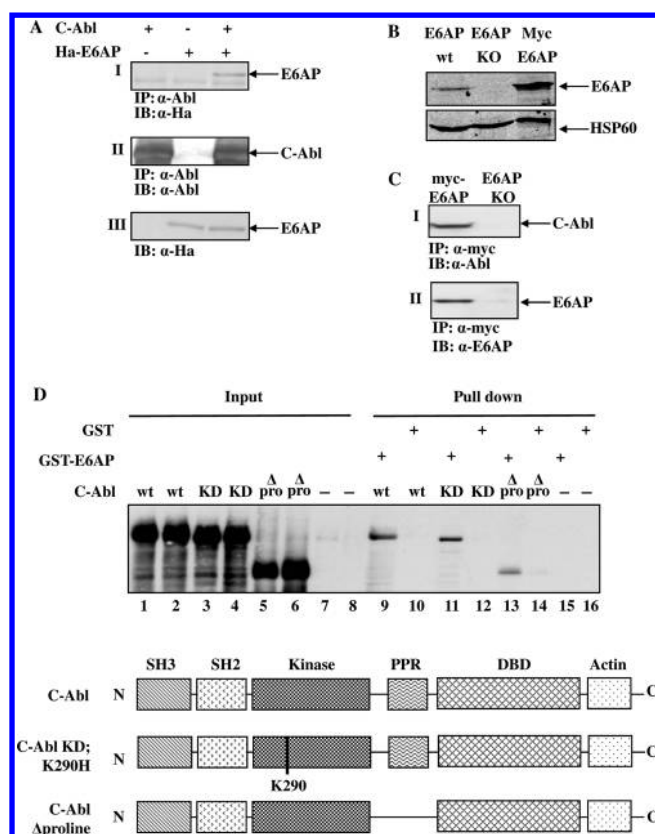 A
C-Abl + - +
Ha-E6AP - + +
I
E6AP
IP: α-Abl
IB: α-Ha
II
C-Abl
IP: α-Abl
IB: α-Abl
III
E6AP
IB: α-Ha
B
E6AP E6AP Myc
wt KO E6AP
E6AP
HSP60
C
myc- E6AP
E6AP KO
I
C-Abl
IP: α-myc
IB: α-Abl
II
E6AP
IP: α-myc
IB: α-E6AP
D
Input Pull down
GST + + + +
GST-E6AP + + + +
Δ Δ Δ Δ
C-Abl wt wt KD KD pro pro – – wt wt KD KD pro pro – –
1 2 3 4 5 6 7 8 9 10 11 12 13 14 15 16
SH3 SH2 Kinase PPR DBD Actin
C-Abl N C
C-Abl KD; N C
K290H
K290
C-Abl N C
Δproline